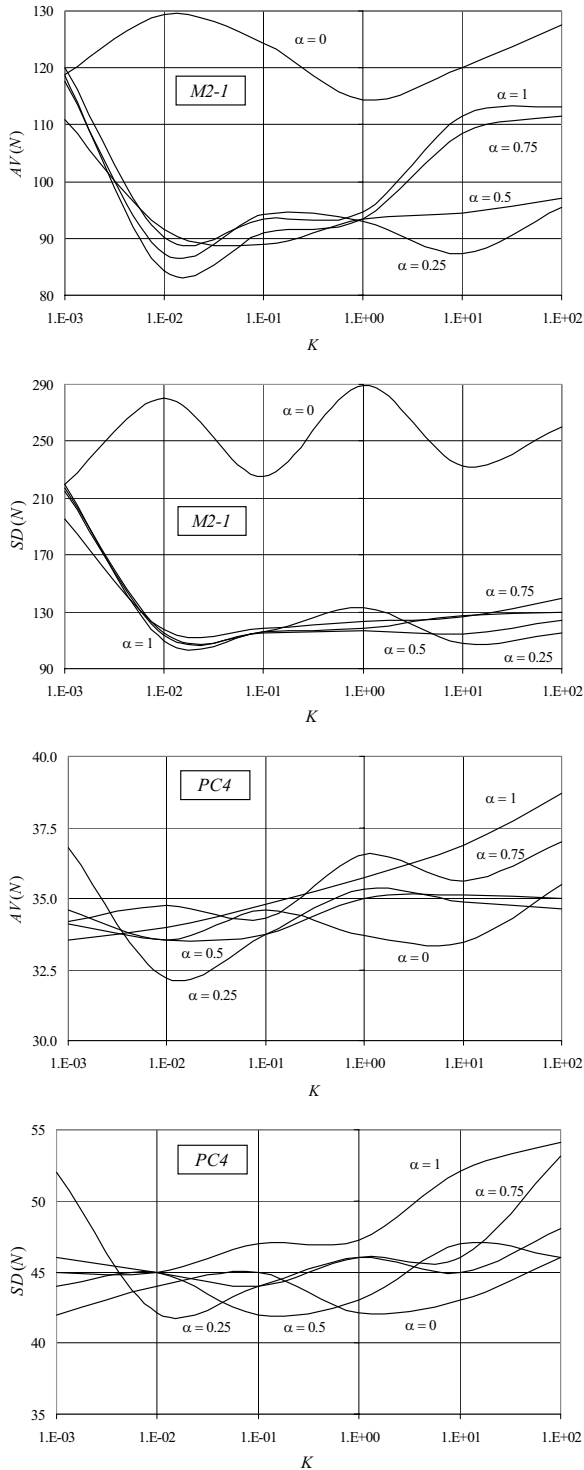 130
α = 0
120
M2-1
α = 1
110
AV(N)
α = 0.75
100
α = 0.5
90
α = 0.25
80
1.E-03 1.E-02 1.E-01 1.E+00 1.E+01 1.E+02
K
290
α = 0
250
210
SD(N)
M2-1
170
α = 0.75
130
α = 1
α = 0.5
α = 0.25
90
1.E-03 1.E-02 1.E-01 1.E+00 1.E+01 1.E+02
K
40.0
PC4
α = 1
37.5
α = 0.75
AV(N)
35.0
α = 0.5
α = 0
32.5
α = 0.25
30.0
1.E-03 1.E-02 1.E-01 1.E+00 1.E+01 1.E+02
K
55
PC4
α = 1
50
α = 0.75
SD(N)
45
α = 0.25
α = 0.5
α = 0
40
35
1.E-03 1.E-02 1.E-01 1.E+00 1.E+01 1.E+02
K